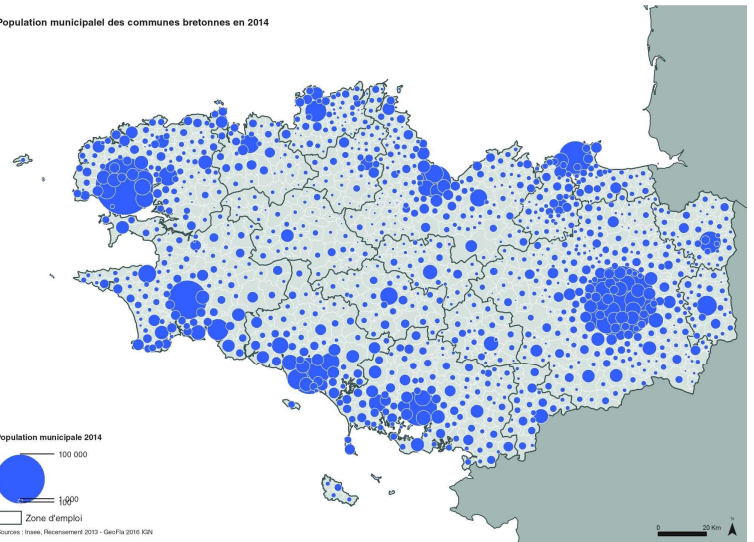 Population municipalel des communes bretonnes en 2014
Population municipale 2014
100 000
1 000
100
Zone d'emploi
Sources : Insee, Recensement 2013 - GeoFla 2016 IGN
0 20 Km
N